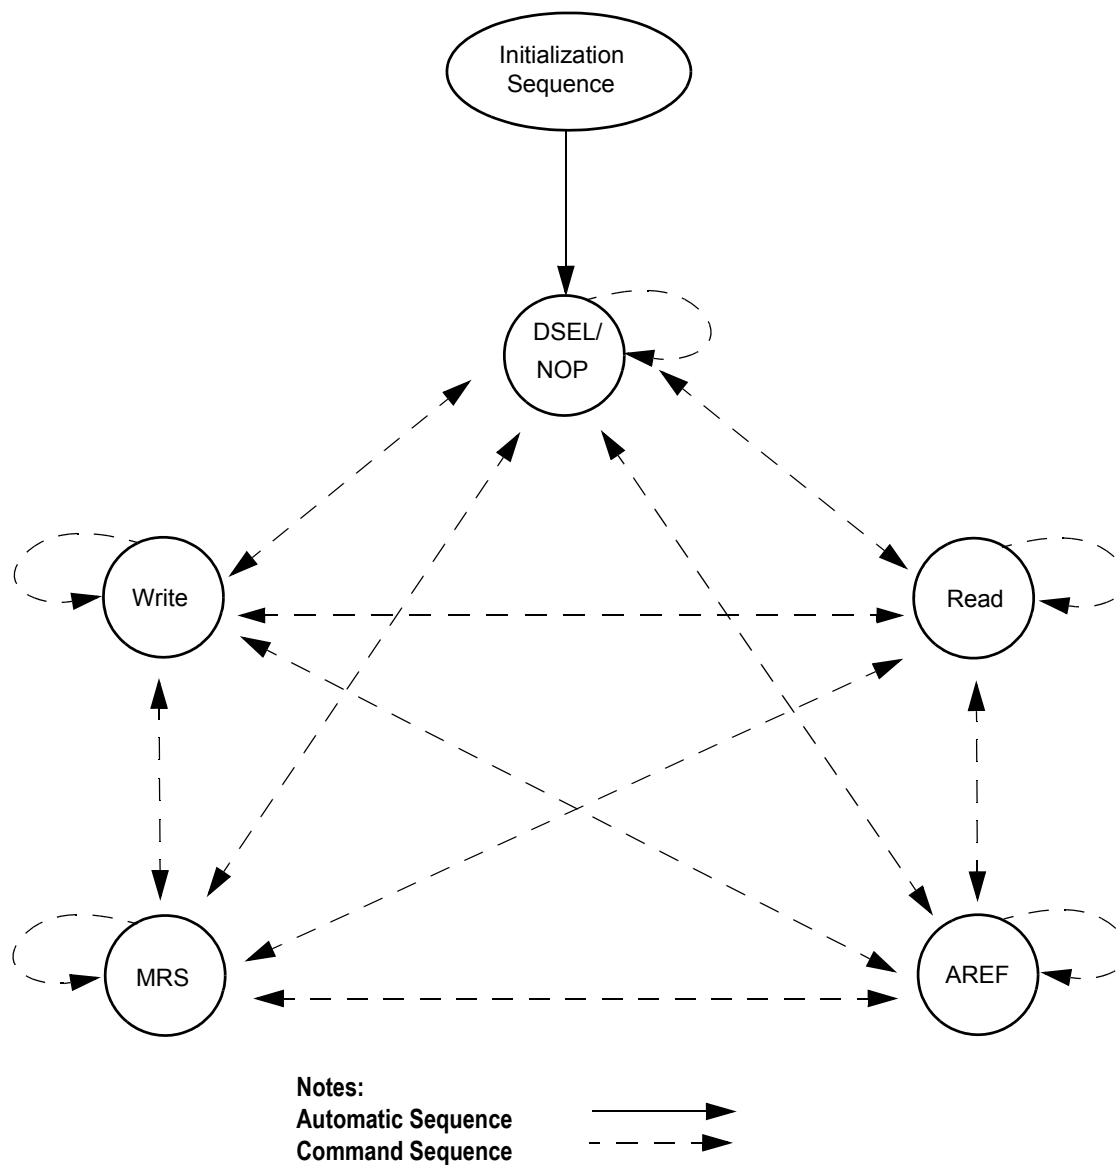 Initialization
Sequence
DSEL/
NOP
Write
Read
MRS
AREF
Notes:
Automatic Sequence
Command Sequence